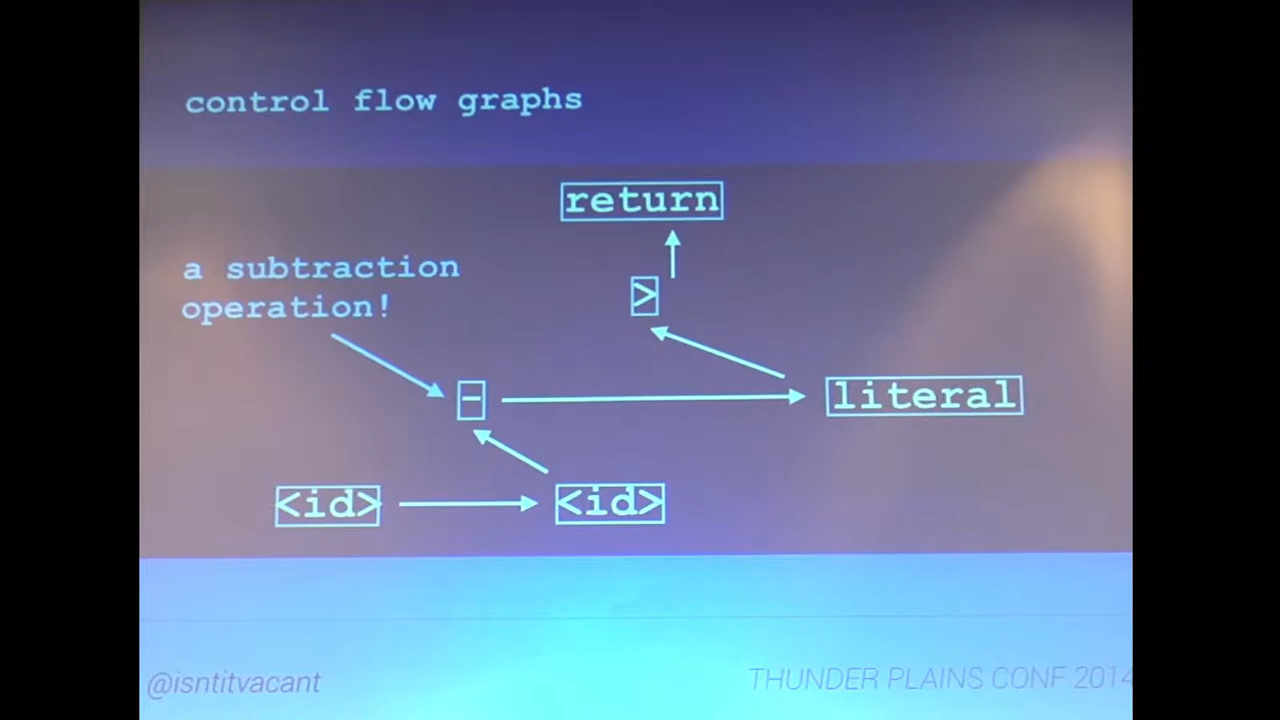 control flow graphs
return
a subtraction
operation!
>
-
literal
<id>
<id>
@isntitvacant
THUNDER PLAINS CONF 2014